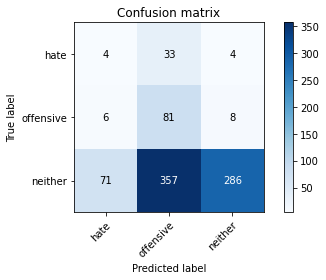 Confusion matrix
hate 4 33 4
offensive 6 81 8
neither 71 357 286
hate offensive neither
True label
Predicted label
350
300
250
200
150
100
50